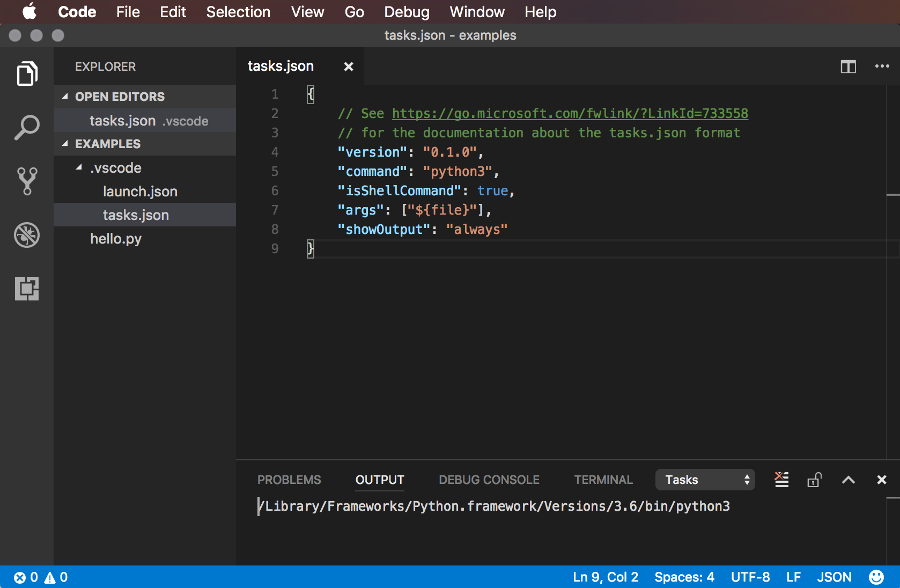 Code File Edit Selection View Go Debug Window Help
tasks.json - examples
EXPLORER
OPEN EDITORS
tasks.json .vscode
EXAMPLES
.vscode
launch.json
tasks.json
hello.py
tasks.json
1 {
2 // See https://go.microsoft.com/fwlink/?LinkId=733558
3 // for the documentation about the tasks.json format
4 "version": "0.1.0",
5 "command": "python3",
6 "isShellCommand": true,
7 "args": ["${file}"],
8 "showOutput": "always"
9 }
PROBLEMS OUTPUT DEBUG CONSOLE TERMINAL Tasks
/Library/Frameworks/Python.framework/Versions/3.6/bin/python3
0 0 Ln 9, Col 2 Spaces: 4 UTF-8 LF JSON